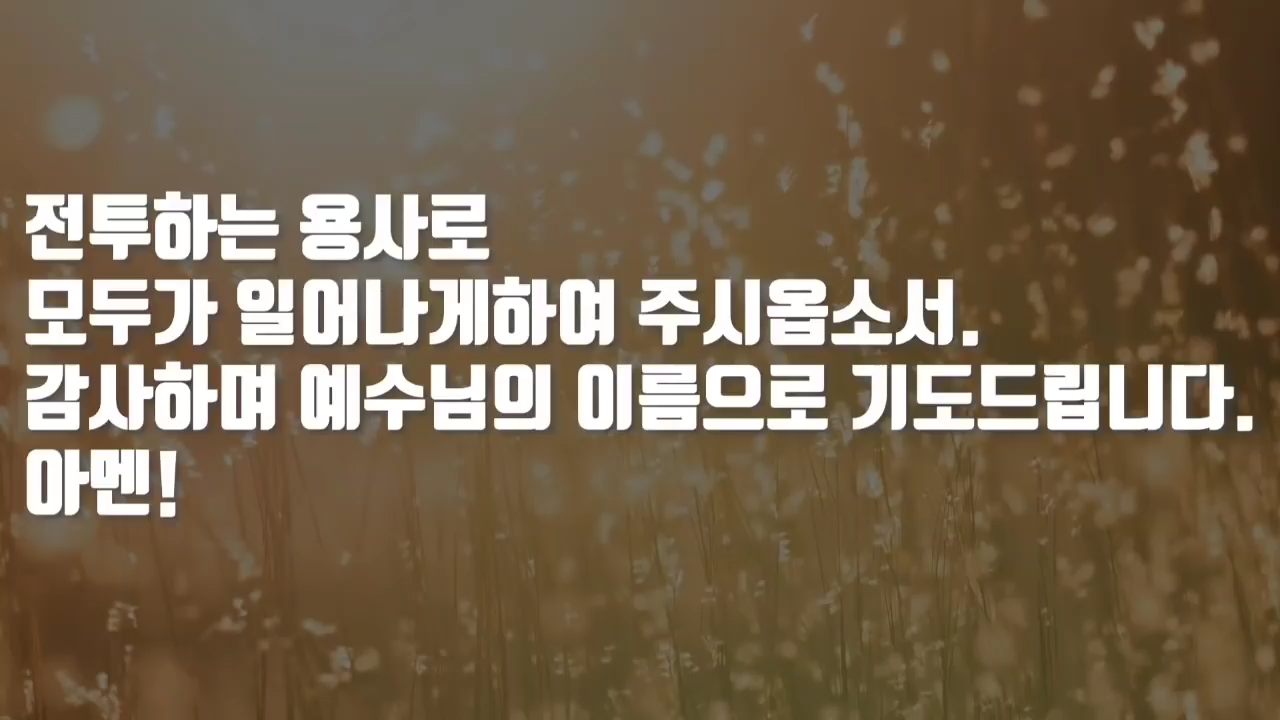 전투하는 용사로
모두가 일어나게하여 주시옵소서.
감사하며 예수님의 이름으로 기도드립니다.
아멘!